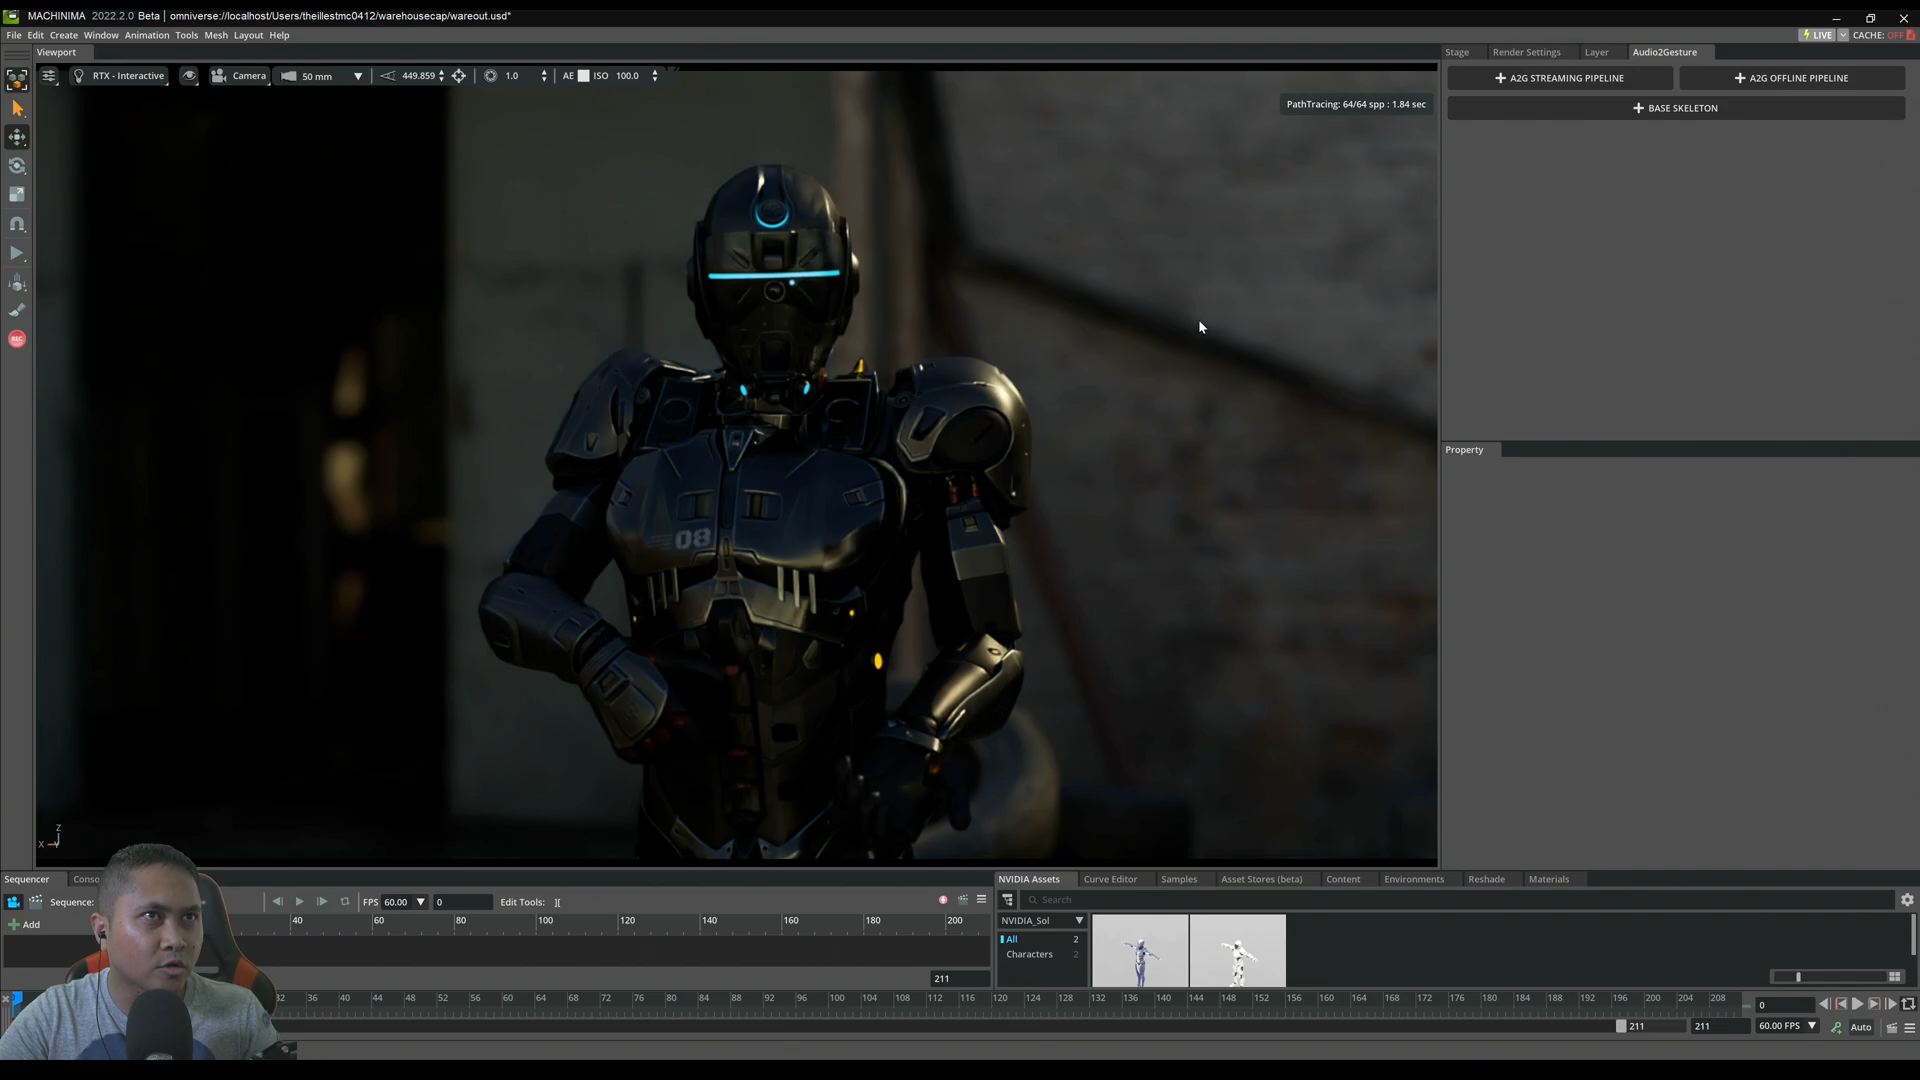 MACHINIMA 2022.2.0 Beta | omniverse://localhost/Users/theillestmc0412/warehousecap/wareout.usd*
File Edit Create Window Animation Tools Mesh Layout Help
LIVE CACHE: OFF
Viewport
Stage Render Settings Layer Audio2Gesture
RTX - Interactive Camera 50 mm 449.859 1.0 AE ISO 100.0
A2G STREAMING PIPELINE A2G OFFLINE PIPELINE
PathTracing: 64/64 spp : 1.84 sec
BASE SKELETON
REC
Property
08
Z
X
Sequencer Conso
NVIDIA Assets Curve Editor Samples Asset Stores (beta) Content Environments Reshade Materials
Sequence: FPS 60.00 0 Edit Tools: ][
Search
Add
40 60 80 100 120 140 160 180 200
NVIDIA_Sol
All 2
Characters 2
211
32 36 40 44 48 52 56 60 64 68 72 76 80 84 88 92 96 100 104 108 112 116 120 124 128 132 136 140 144 148 152 156 160 164 168 172 176 180 184 188 192 196 200 204 208
0
211 211 60.00 FPS Auto